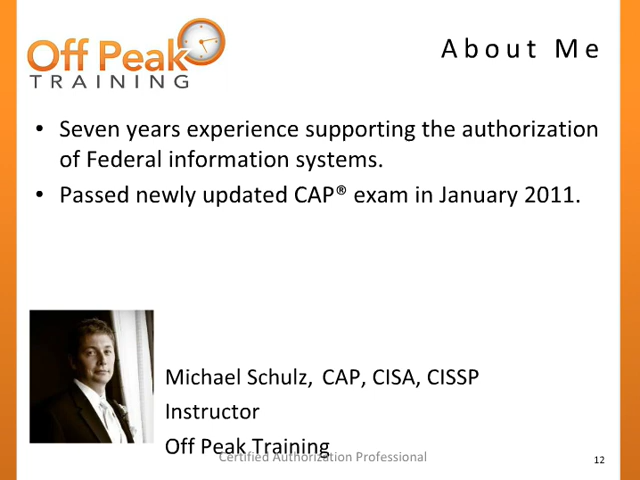 Off Peak
TRAINING
About Me
• Seven years experience supporting the authorization
of Federal information systems.
• Passed newly updated CAP® exam in January 2011.
Michael Schulz, CAP, CISA, CISSP
Instructor
Off Peak Training
Certified Authorization Professional
12